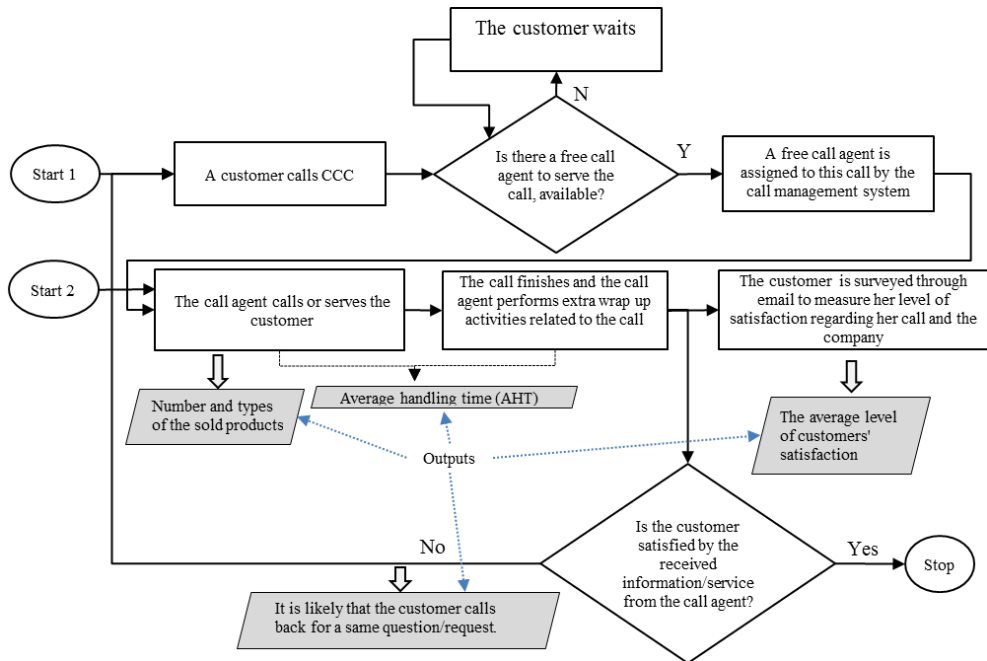 The customer waits
N
Start 1
A customer calls CCC
Is there a free call
agent to serve the
call, available?
Y
A free call agent is
assigned to this call by the
call management system
Start 2
The call agent calls or serves the
customer
The call finishes and the call
agent performs extra wrap up
activities related to the call
The customer is surveyed through
email to measure her level of
satisfaction regarding her call and the
company
Number and types
of the sold products
Average handling time (AHT)
The average level
of customers'
satisfaction
Outputs
No
Is the customer
satisfied by the
received
information/service
from the call agent?
Yes
Stop
It is likely that the customer calls
back for a same question/request.